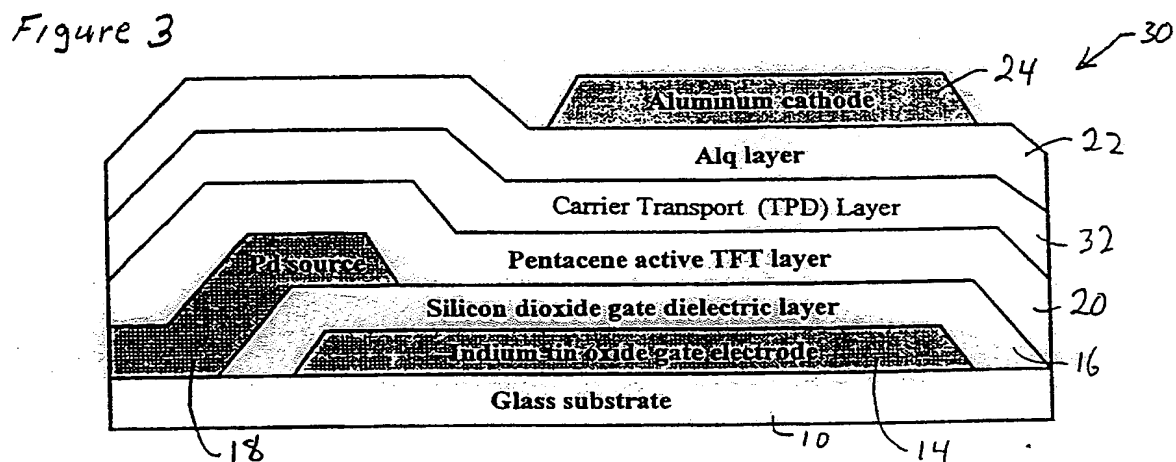 Figure 3
30
24
Aluminum cathode
Alq layer
22
Carrier Transport (TPD) Layer
32
Pd source
Pentacene active TFT layer
20
Silicon dioxide gate dielectric layer
Indium tin oxide gate electrode
16
Glass substrate
10
14
18